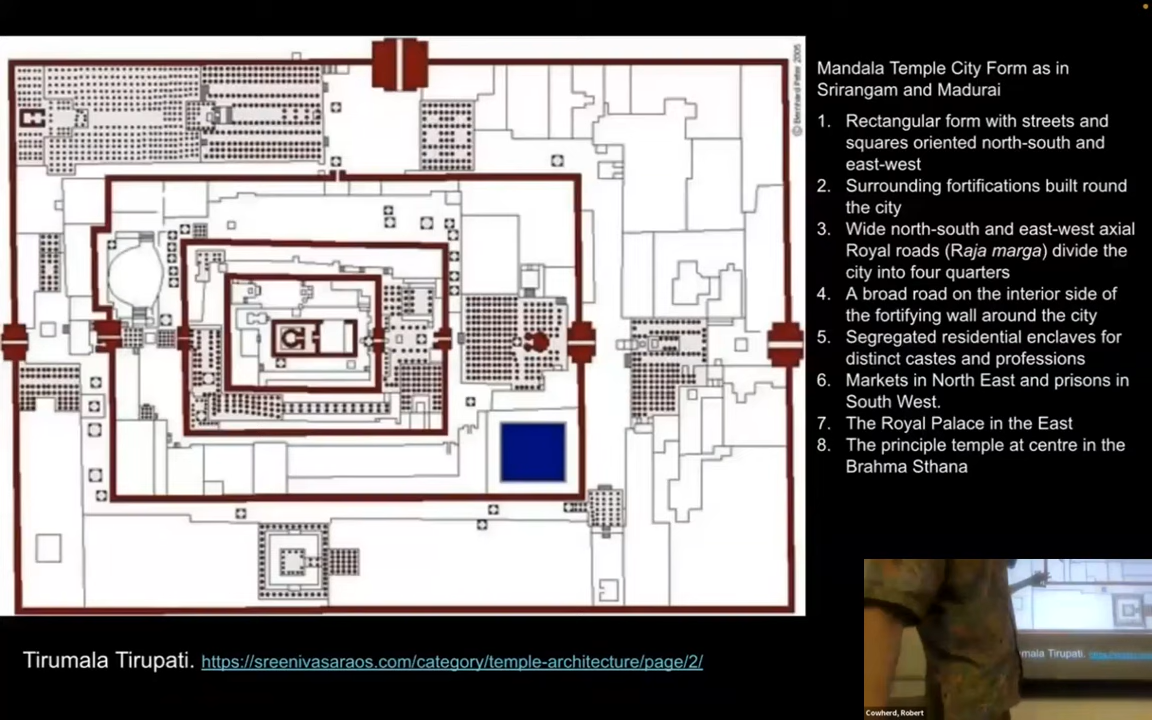 Mandala Temple City Form as in
Srirangam and Madurai
1. Rectangular form with streets and
squares oriented north-south and
east-west
2. Surrounding fortifications built round
the city
3. Wide north-south and east-west axial
Royal roads (Raja marga) divide the
city into four quarters
4. A broad road on the interior side of
the fortifying wall around the city
5. Segregated residential enclaves for
distinct castes and professions
6. Markets in North East and prisons in
South West.
7. The Royal Palace in the East
8. The principle temple at centre in the
Brahma Sthana
© Bernhard Peter 2005
Tirumala Tirupati. https://sreenivasaraos.com/category/temple-architecture/page/2/
mala Tirupati.
Cowherd, Robert